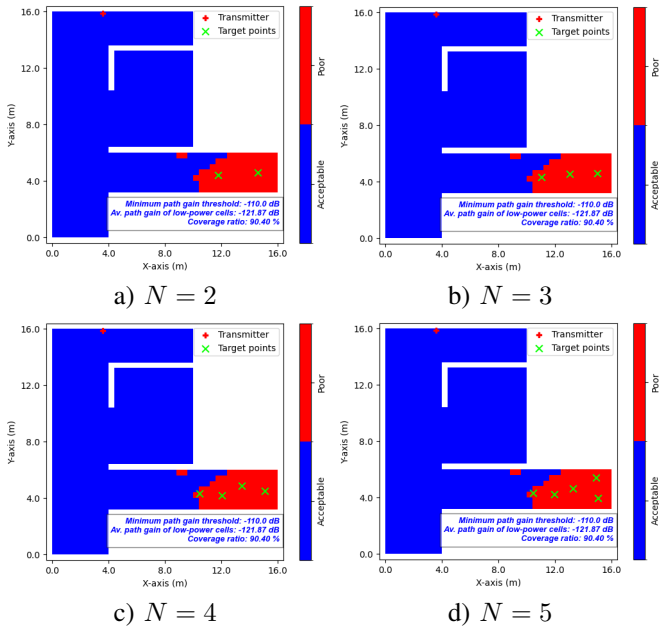 16.0
12.0
8.0
4.0
0.0
Y-axis (m)
Transmitter
Target points
Minimum path gain threshold: -110.0 dB
Av. path gain of low-power cells: -121.87 dB
Coverage ratio: 90.40 %
0.0 4.0 8.0 12.0 16.0
X-axis (m)
Poor
Acceptable
a) N = 2
16.0
12.0
8.0
4.0
0.0
Y-axis (m)
Transmitter
Target points
Minimum path gain threshold: -110.0 dB
Av. path gain of low-power cells: -121.87 dB
Coverage ratio: 90.40 %
0.0 4.0 8.0 12.0 16.0
X-axis (m)
Poor
Acceptable
b) N = 3
16.0
12.0
8.0
4.0
0.0
Y-axis (m)
Transmitter
Target points
Minimum path gain threshold: -110.0 dB
Av. path gain of low-power cells: -121.87 dB
Coverage ratio: 90.40 %
0.0 4.0 8.0 12.0 16.0
X-axis (m)
Poor
Acceptable
c) N = 4
16.0
12.0
8.0
4.0
0.0
Y-axis (m)
Transmitter
Target points
Minimum path gain threshold: -110.0 dB
Av. path gain of low-power cells: -121.87 dB
Coverage ratio: 90.40 %
0.0 4.0 8.0 12.0 16.0
X-axis (m)
Poor
Acceptable
d) N = 5